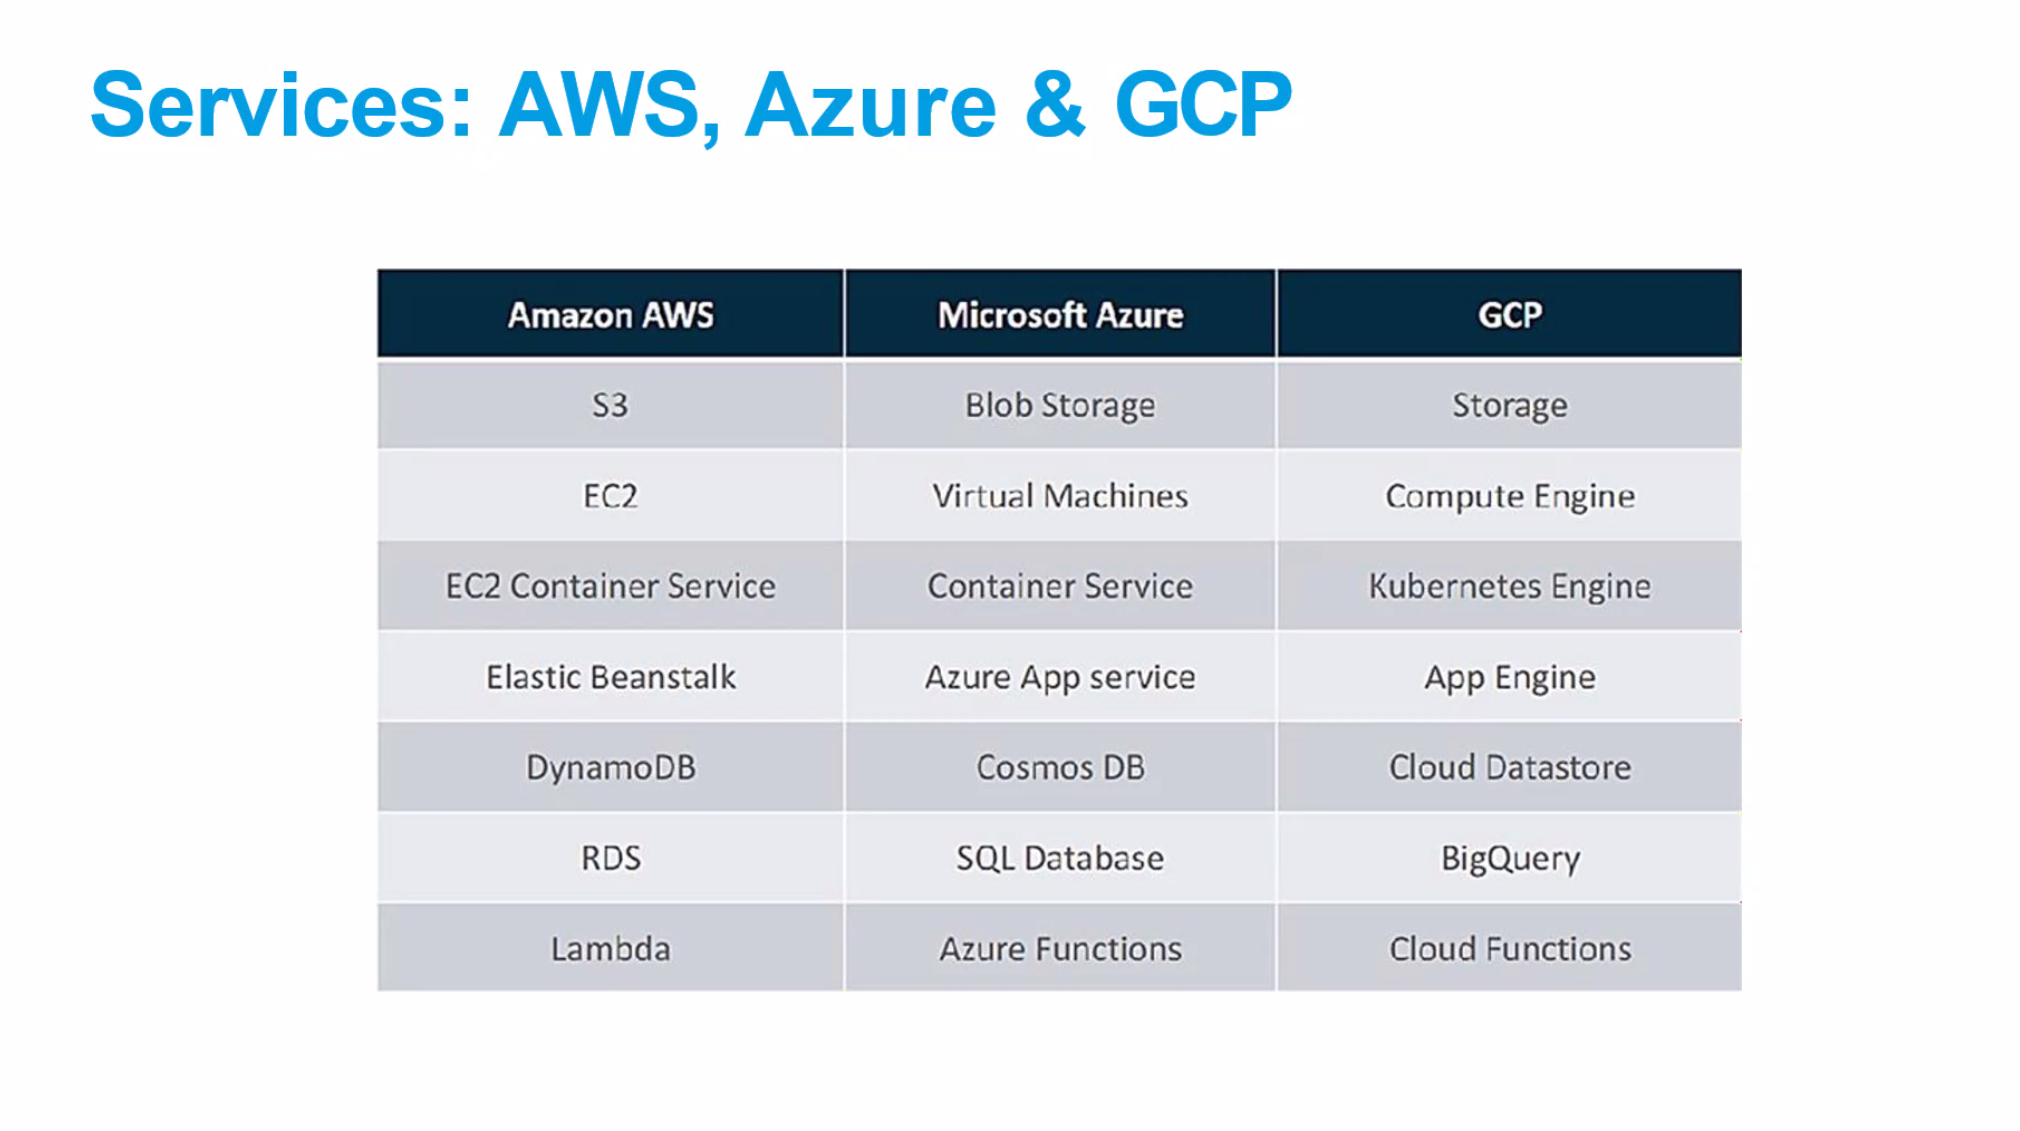 Services: AWS, Azure & GCP
Amazon AWS Microsoft Azure GCP
S3 Blob Storage Storage
EC2 Virtual Machines Compute Engine
EC2 Container Service Container Service Kubernetes Engine
Elastic Beanstalk Azure App service App Engine
DynamoDB Cosmos DB Cloud Datastore
RDS SQL Database BigQuery
Lambda Azure Functions Cloud Functions